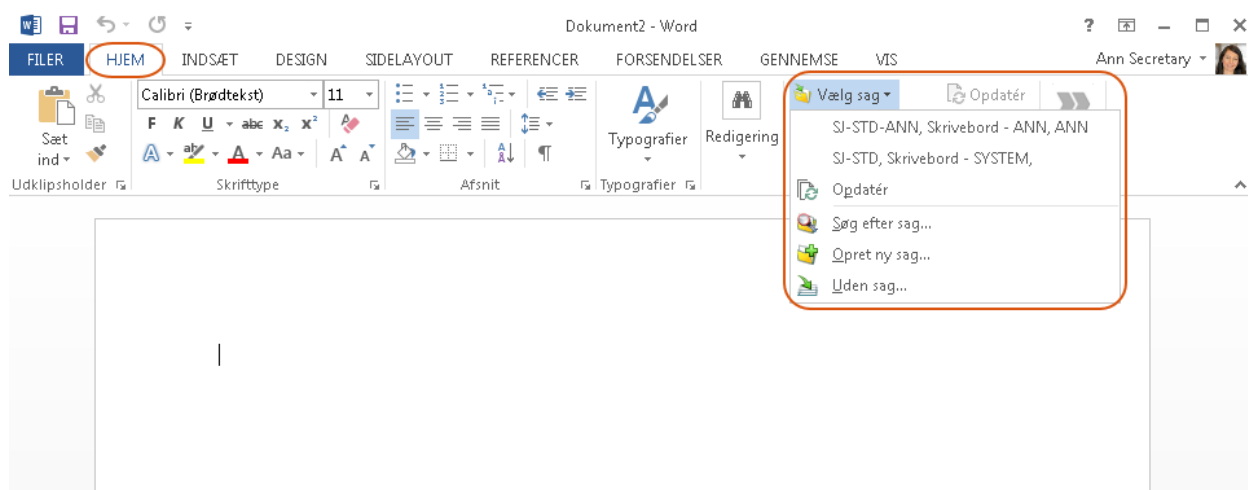 Dokument2 - Word
?
FILER HJEM INDSÆT DESIGN SIDELAYOUT REFERENCER FORSENDELSER GENNEMSE VIS Ann Secretary
Calibri (Brødtekst) 11
Vælg sag Opdatér
F K U abc X₂ X² 
A ab A Aa A A
Sæt
ind
Typografier
Redigering
Udklipsholder Skrifttype Afsnit Typografier
SJ-STD-ANN, Skrivebord - ANN, ANN
SJ-STD, Skrivebord - SYSTEM,
Opdatér
Søg efter sag...
Opret ny sag...
Uden sag...